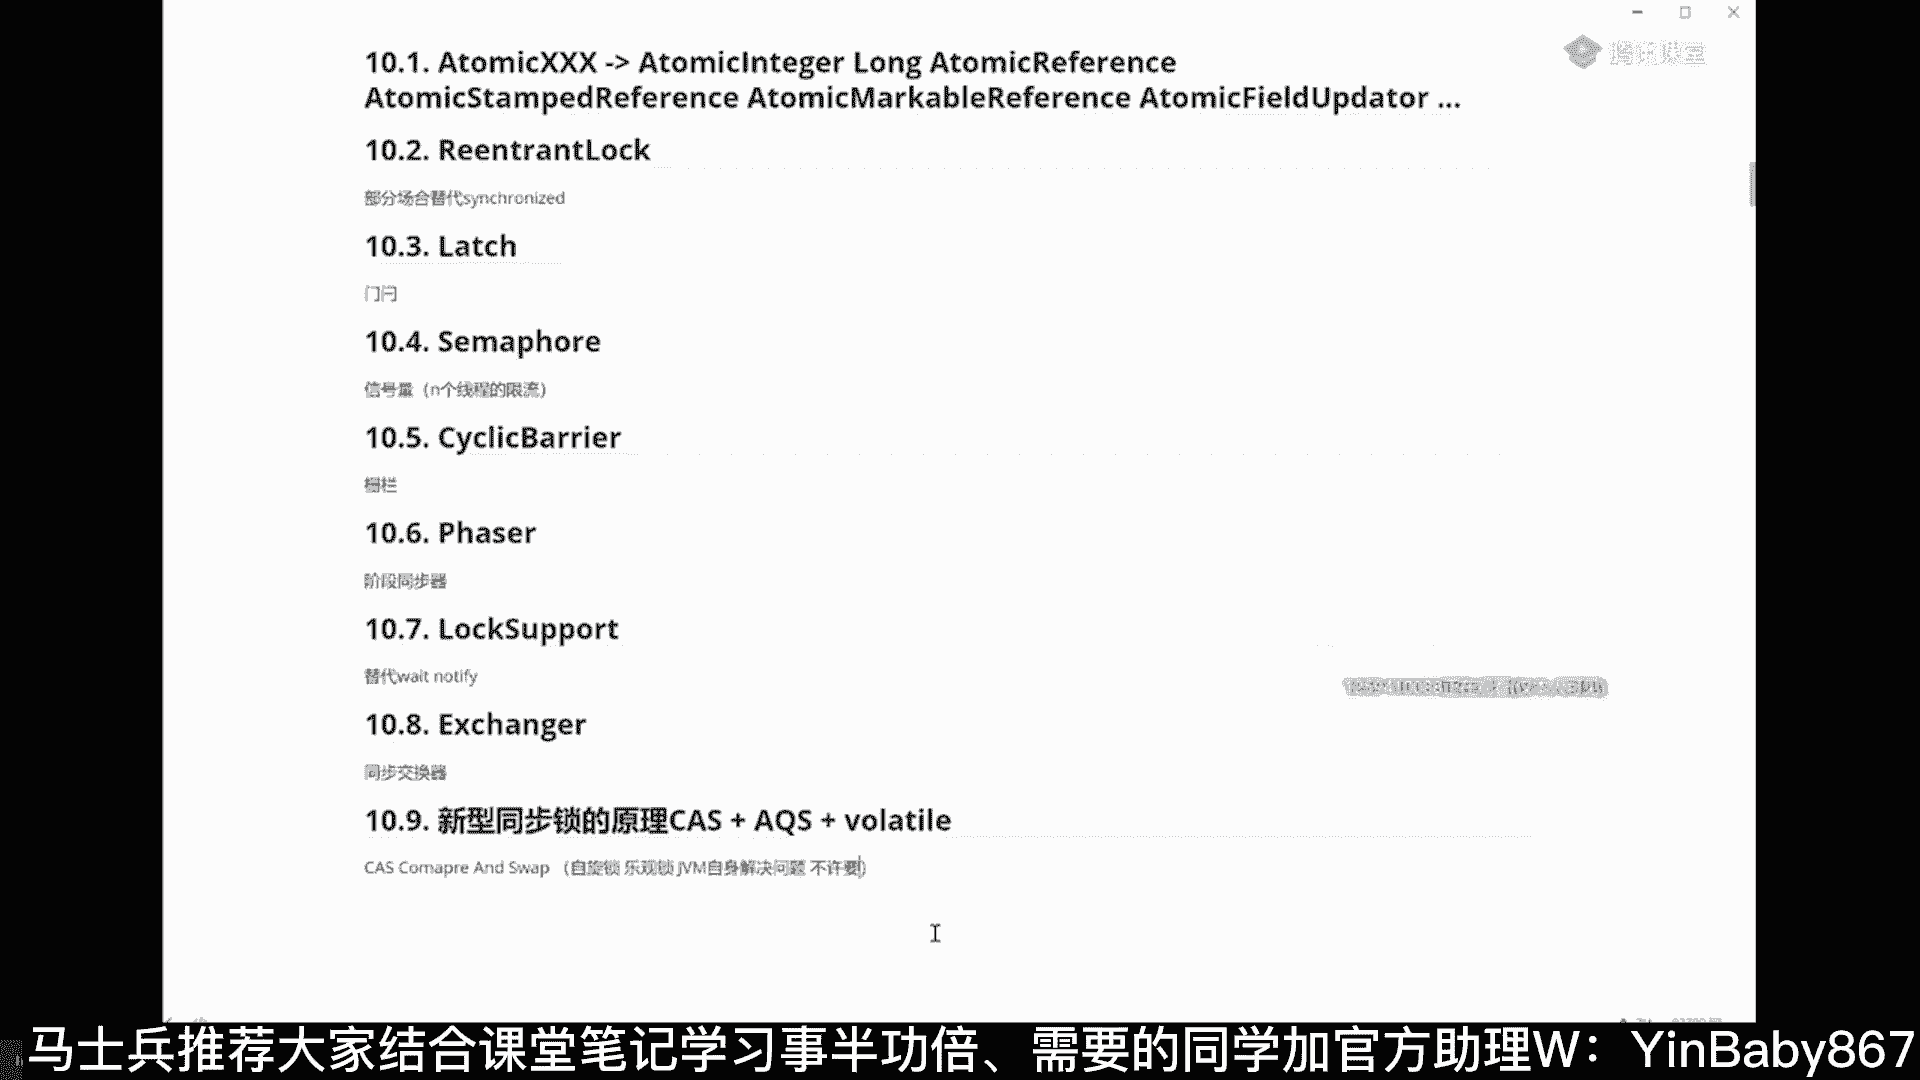 腾讯课堂
10.1. AtomicXXX -> AtomicInteger Long AtomicReference
AtomicStampedReference AtomicMarkableReference AtomicFieldUpdator ...
10.2. ReentrantLock
部分场合替代synchronized
10.3. Latch
门闩
10.4. Semaphore
信号量（n个线程的限流）
10.5. CyclicBarrier
栅栏
10.6. Phaser
阶段同步器
10.7. LockSupport
替代wait notify
10.8. Exchanger
同步交换器
10.9. 新型同步锁的原理CAS + AQS + volatile
CAS Comapre And Swap （自旋锁 乐观锁 JVM自身解决问题 不许要）
马士兵推荐大家结合课堂笔记学习事半功倍、需要的同学加官方助理W：YinBaby867